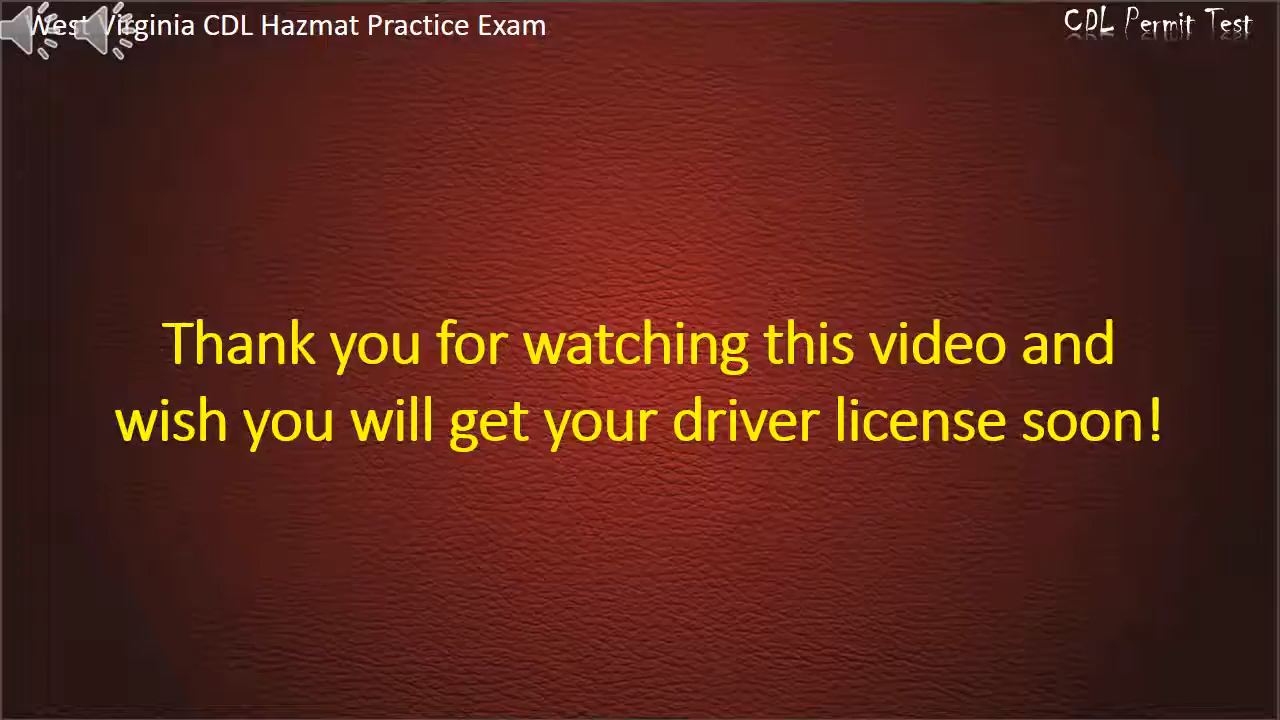 West Virginia CDL Hazmat Practice Exam
CDL Permit Test
Thank you for watching this video and
wish you will get your driver license soon!